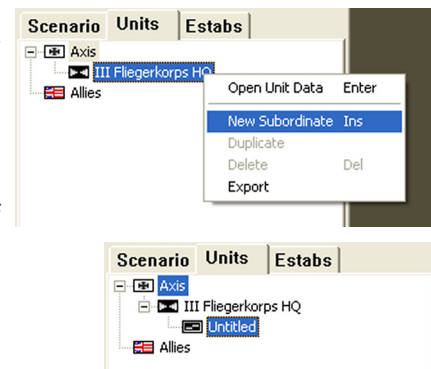 Scenario Units Estabs
Axis
III Fliegerkorps HQ
Allies
Open Unit Data Enter
New Subordinate Ins
Duplicate
Delete Del
Export
Scenario Units Estabs
Axis
III Fliegerkorps HQ
Untitled
Allies